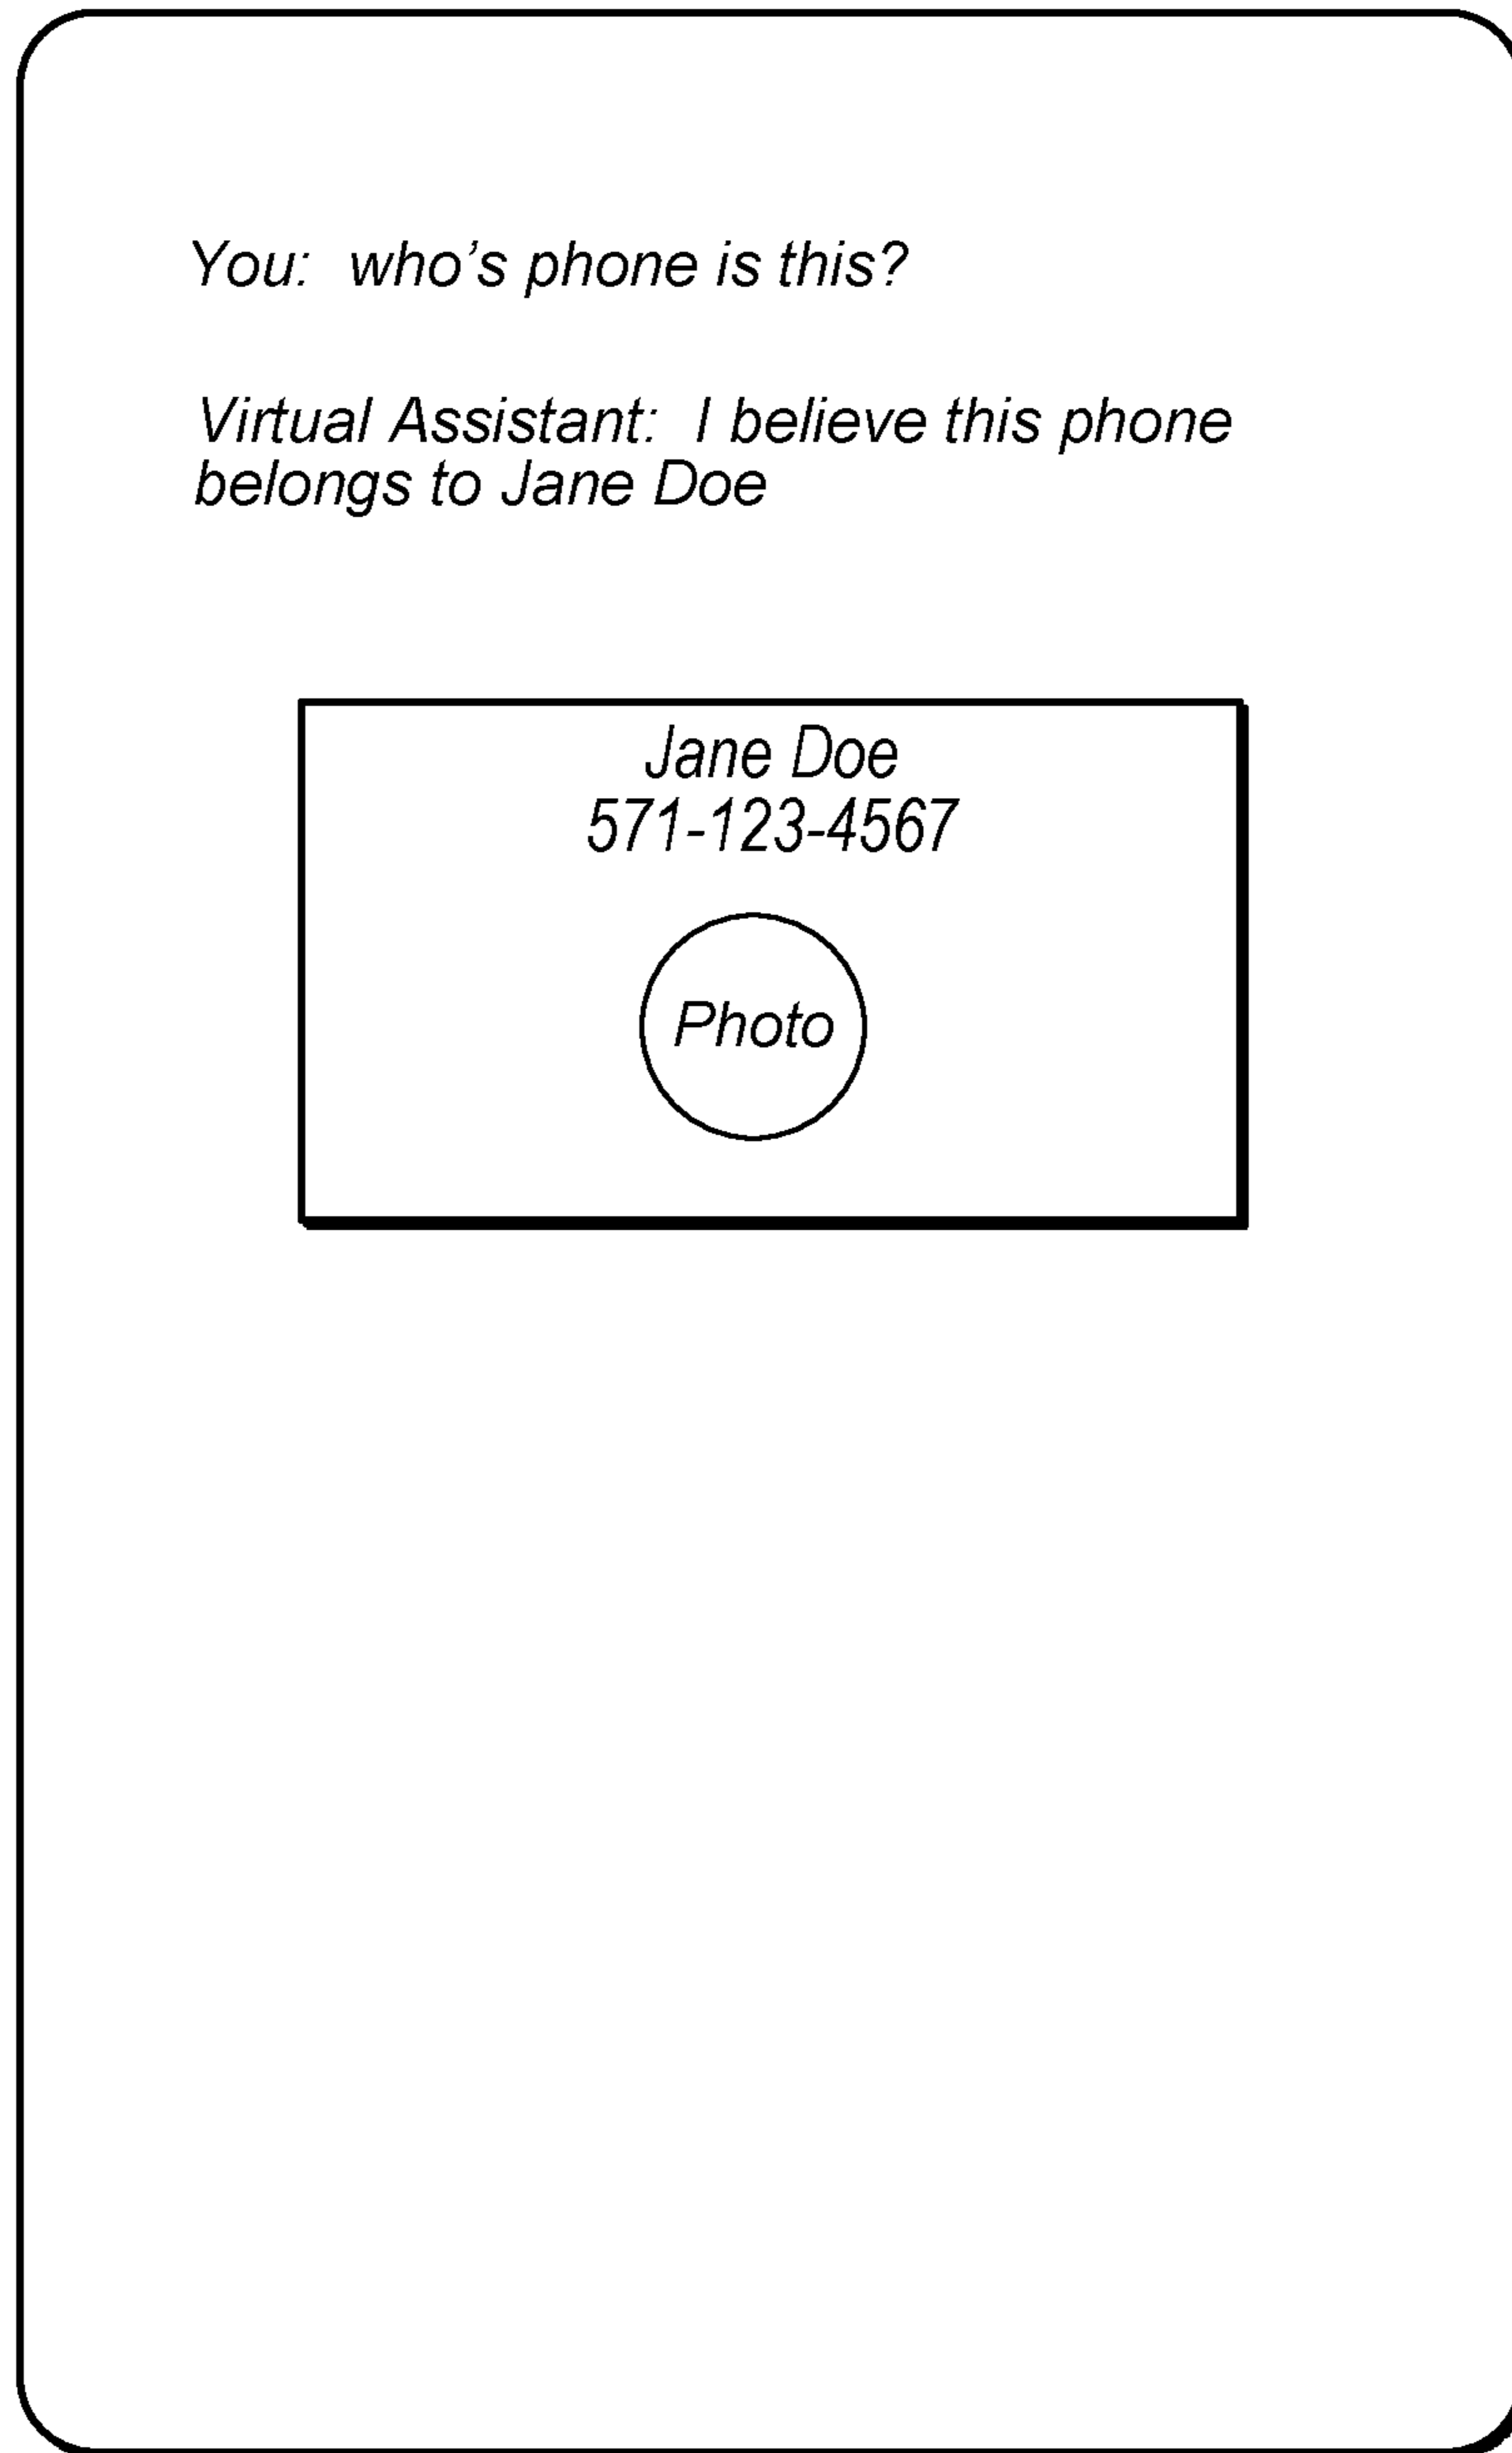 You: who’s phone is this?
Virtual Assistant: I believe this phone
belongs to Jane Doe
Jane Doe
571-123-4567
Photo